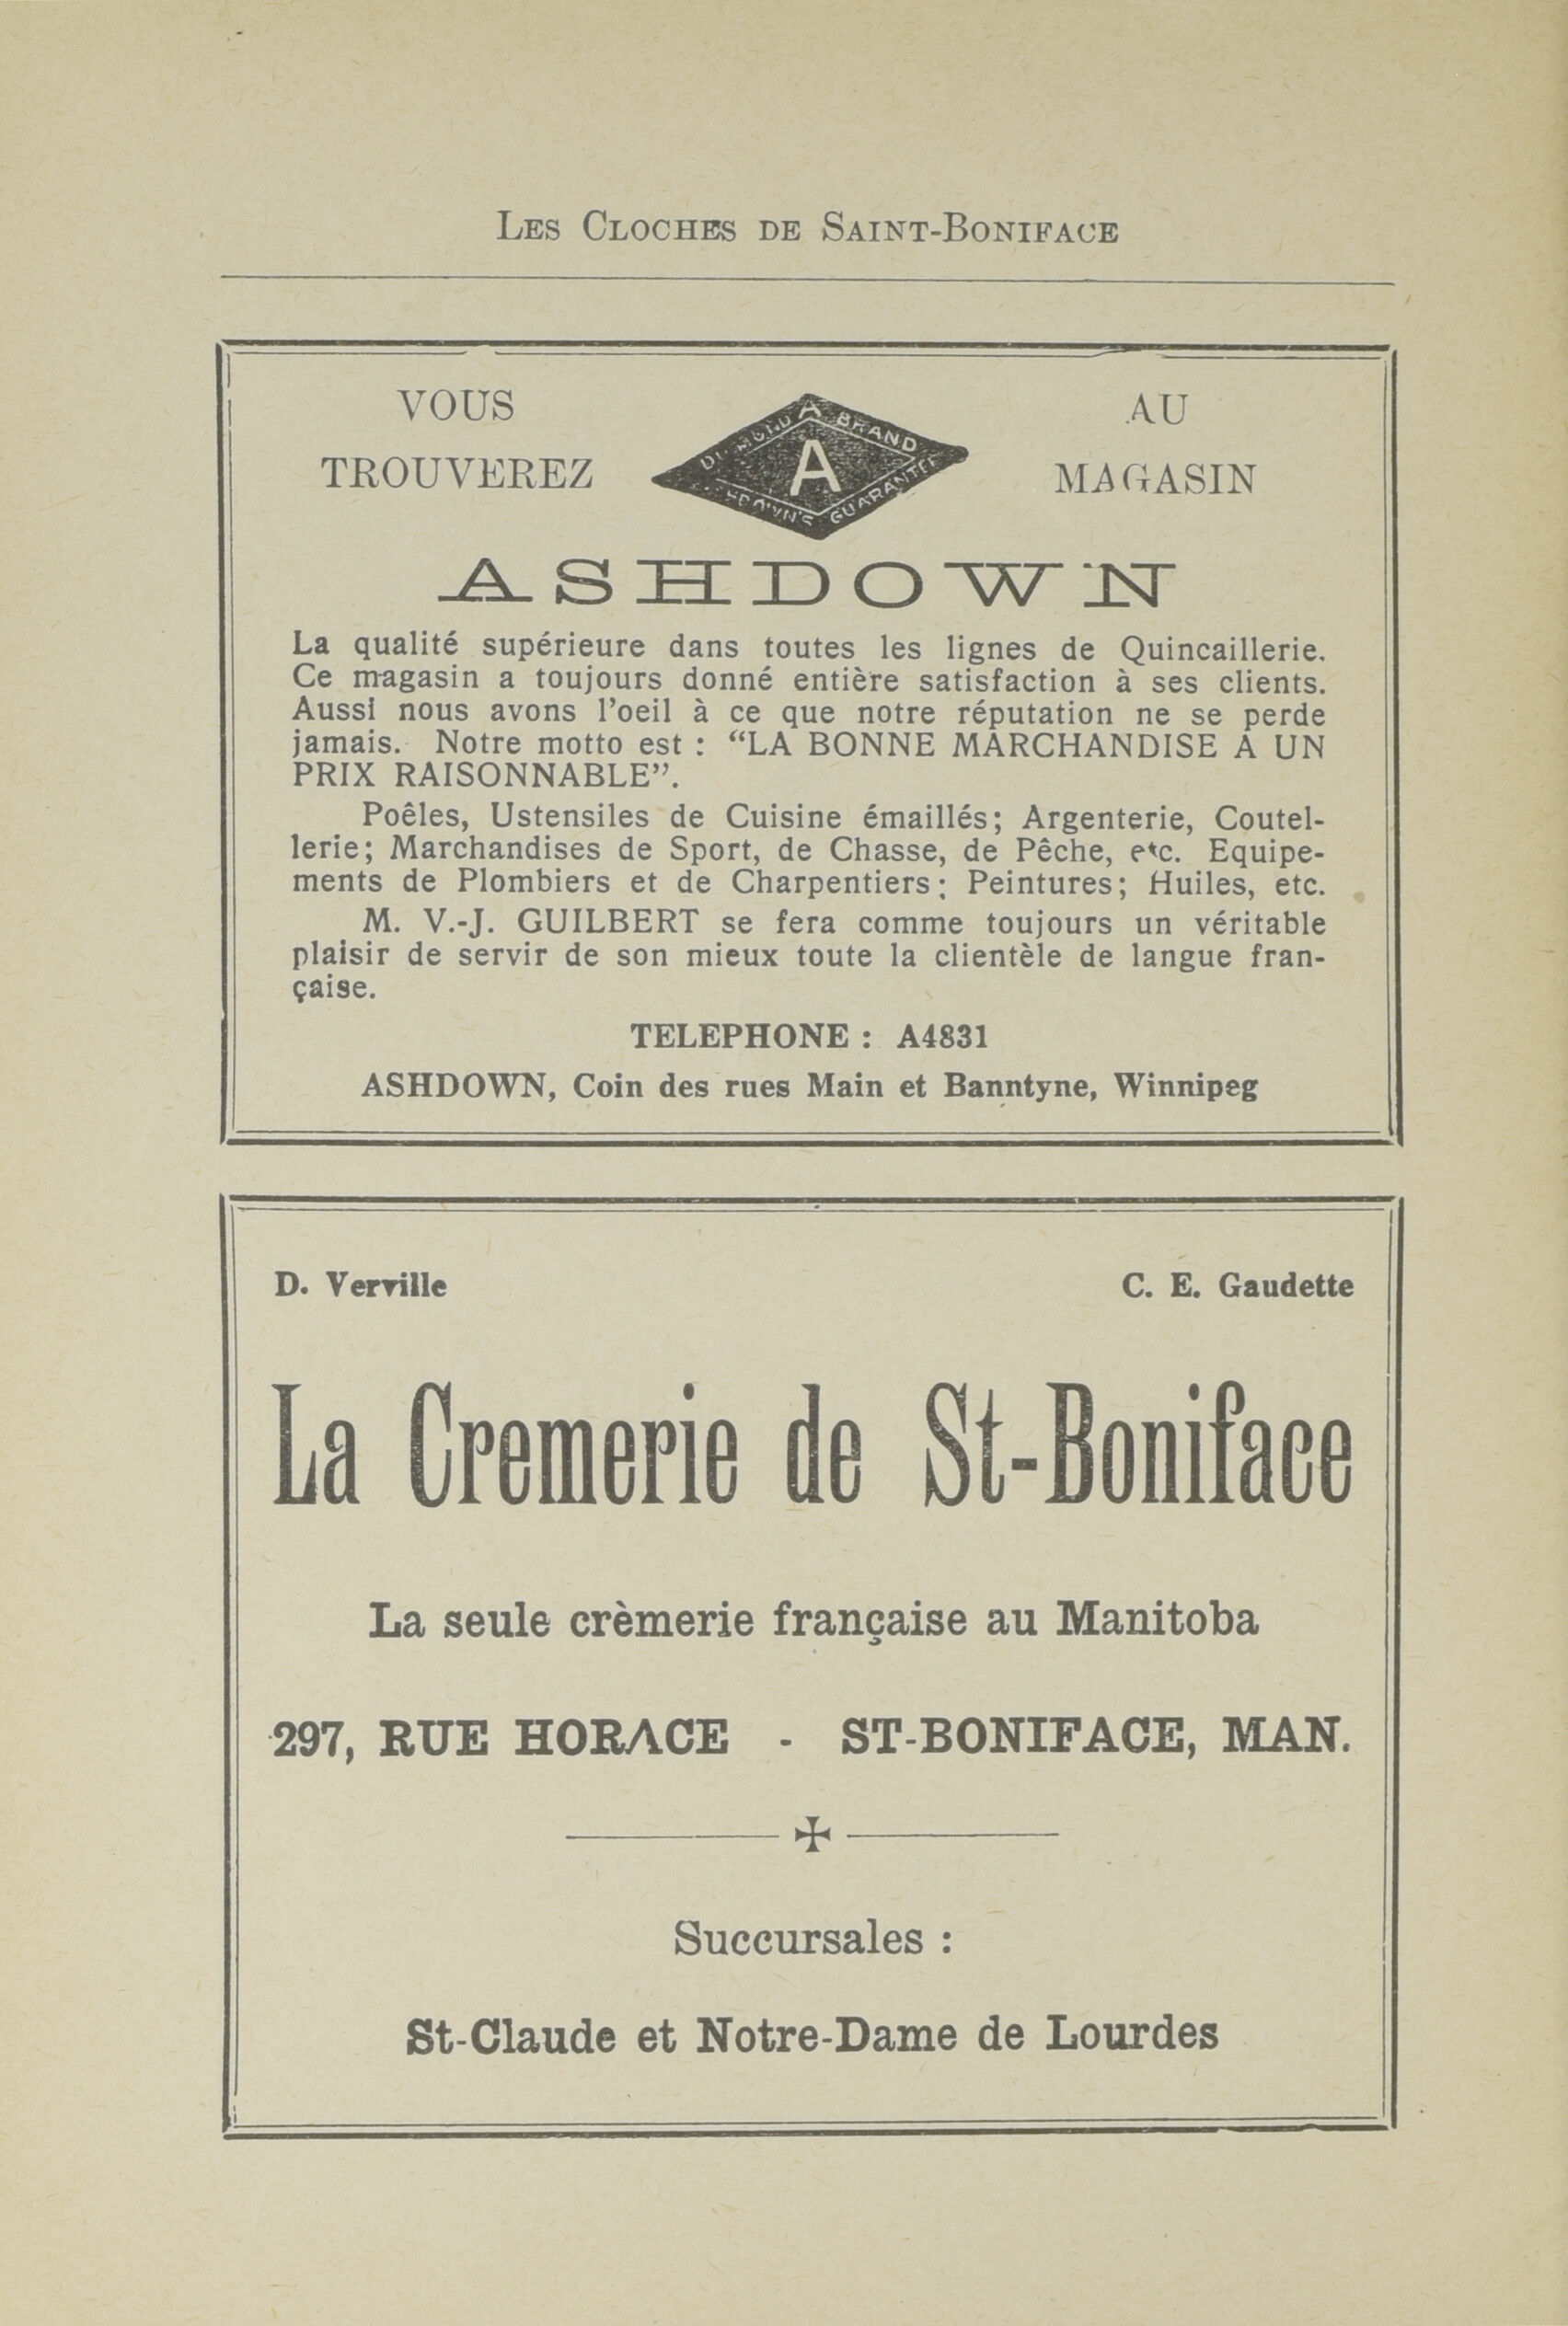 Les Cloches de Saint-Boniface
VOUS
TROUVEREZ
A BRAND
A
GUARANTEE
AU
MAGASIN
ASHDOWN
La qualité supérieure dans toutes les lignes de Quincaillerie.
Ce magasin a toujours donné entière satisfaction à ses clients.
Aussi nous avons l'oeil à ce que notre réputation ne se perde
jamais. Notre motto est : “LA BONNE MARCHANDISE A UN
PRIX RAISONNABLE”.
Poêles, Ustensiles de Cuisine émaillés; Argenterie, Coutel-
lerie; Marchandises de Sport, de Chasse, de Pêche, etc. Equipe-
ments de Plombiers et de Charpentiers; Peintures; Huiles, etc.
M. V.-J. GUILBERT se fera comme toujours un véritable
plaisir de servir de son mieux toute la clientèle de langue fran-
çaise.
TELEPHONE : A4831
ASHDOWN, Coin des rues Main et Banntyne, Winnipeg
D. Verville
C. E. Gaudette
La Cremerie de St-Boniface
La seule crèmerie française au Manitoba
297, RUE HORACE - ST-BONIFACE, MAN.
Succursales :
St-Claude et Notre-Dame de Lourdes